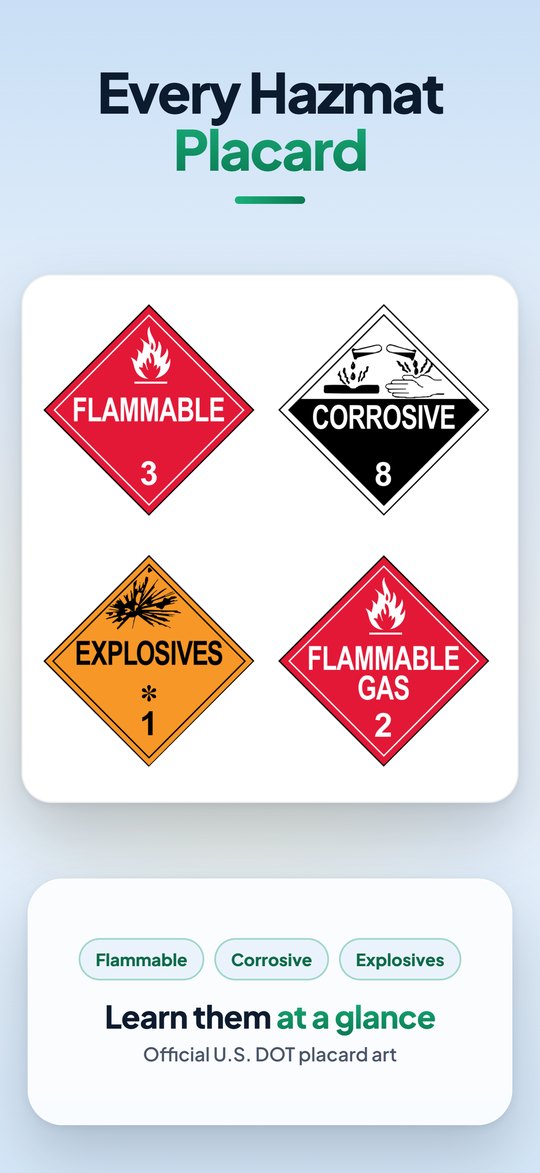 Every Hazmat
Placard
FLAMMABLE
3
CORROSIVE
8
EXPLOSIVES
*
1
FLAMMABLE
GAS
2
Flammable Corrosive Explosives
Learn them at a glance
Official U.S. DOT placard art